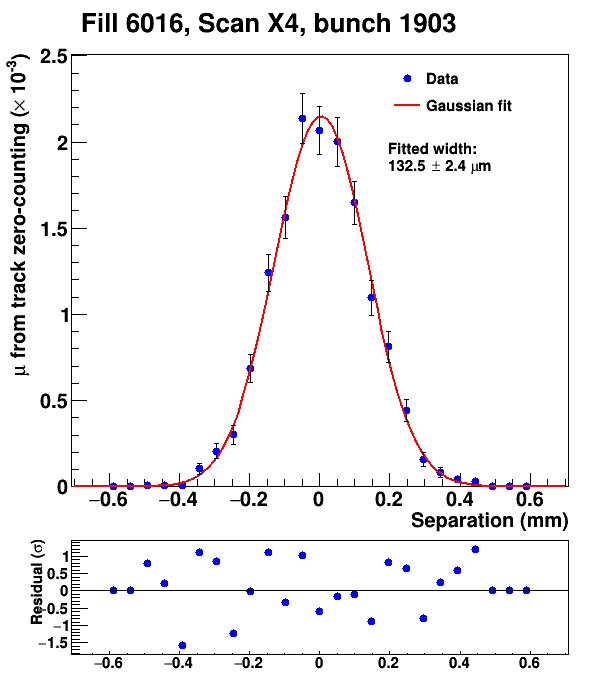 Fill 6016, Scan X4, bunch 1903
μ from track zero-counting (× 10⁻³)
2.5
2
1.5
1
0.5
0
Data
Gaussian fit
Fitted width:
132.5 ± 2.4 μm
−0.6 −0.4 −0.2 0 0.2 0.4 0.6
Separation (mm)
Residual (σ)
1
0.5
0
−0.5
−1
−1.5
−0.6 −0.4 −0.2 0 0.2 0.4 0.6